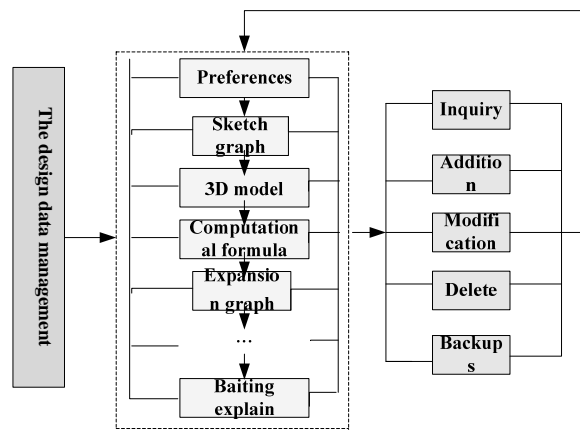 The design data management
Preferences
Sketch
graph
3D model
Computation
al formula
Expansio
n graph
...
Baiting
explain
Inquiry
Additio
n
Modifi
cation
Delete
Backup
s